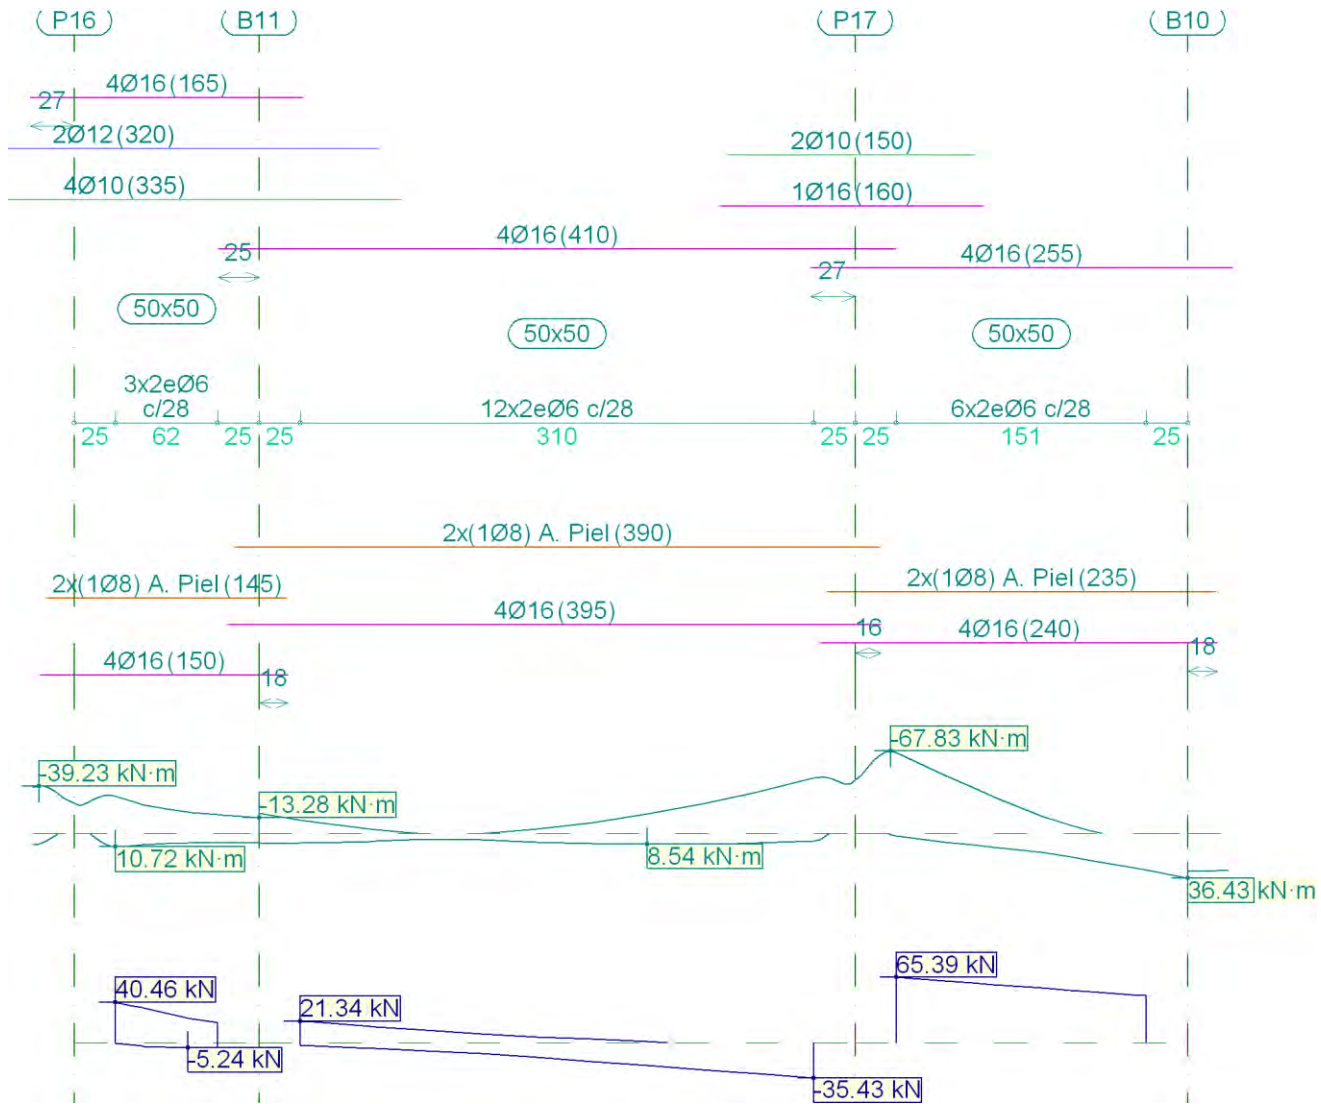 P16
B11
P17
B10
4Ø16(165)
27
2Ø12(320)
2Ø10(150)
4Ø10(335)
1Ø16(160)
4Ø16(410)
25
4Ø16(255)
27
50x50
50x50
50x50
3x2eØ6
c/28
12x2eØ6 c/28
6x2eØ6 c/28
25
62
25
25
310
25
25
151
25
2x(1Ø8) A. Piel(390)
2x(1Ø8) A. Piel(145)
2x(1Ø8) A. Piel(235)
4Ø16(395)
16
4Ø16(240)
18
4Ø16(150)
18
-67.83 kN·m
-39.23 kN·m
-13.28 kN·m
10.72 kN·m
8.54 kN·m
36.43 kN·m
65.39 kN
40.46 kN
21.34 kN
-5.24 kN
-35.43 kN